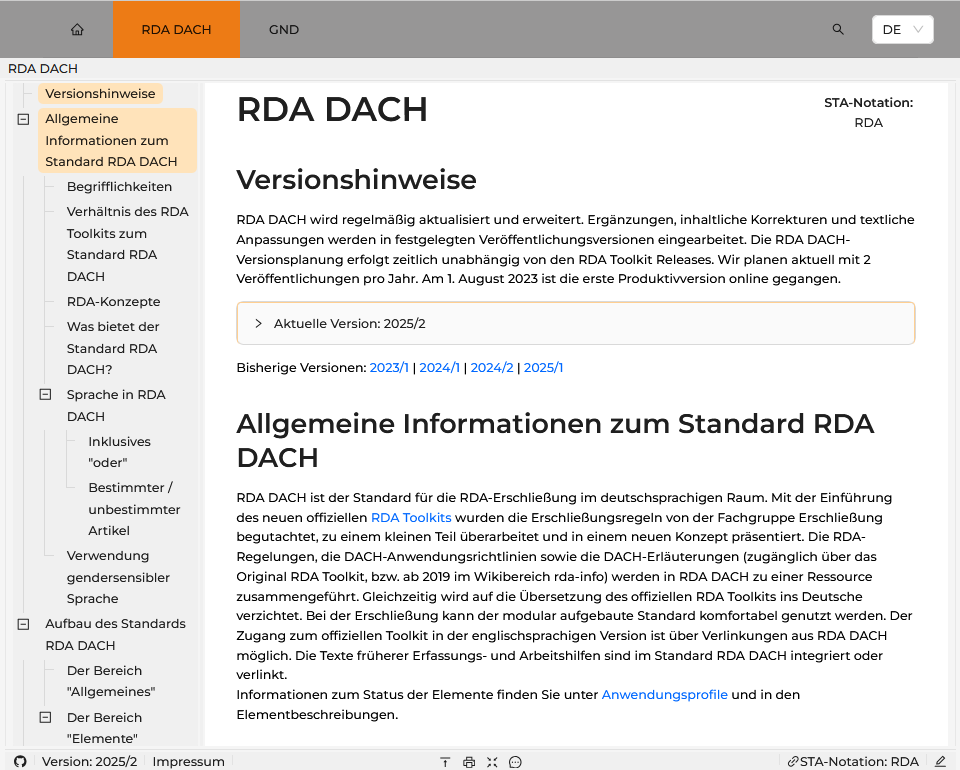 RDA DACH
GND
DE
RDA DACH
Versionshinweise
Allgemeine
Informationen zum
Standard RDA DACH
Begrifflichkeiten
Verhältnis des RDA
Toolkits zum
Standard RDA
DACH
RDA-Konzepte
Was bietet der
Standard RDA
DACH?
Sprache in RDA
DACH
Inklusives
"oder"
Bestimmter /
unbestimmter
Artikel
Verwendung
gendersensibler
Sprache
Aufbau des Standards
RDA DACH
Der Bereich
"Allgemeines"
Der Bereich
"Elemente"
RDA DACH
STA-Notation:
RDA
Versionshinweise
RDA DACH wird regelmäßig aktualisiert und erweitert. Ergänzungen, inhaltliche Korrekturen und textliche
Anpassungen werden in festgelegten Veröffentlichungsversionen eingearbeitet. Die RDA DACH-
Versionsplanung erfolgt zeitlich unabhängig von den RDA Toolkit Releases. Wir planen aktuell mit 2
Veröffentlichungen pro Jahr. Am 1. August 2023 ist die erste Produktivversion online gegangen.
Aktuelle Version: 2025/2
Bisherige Versionen: 2023/1 | 2024/1 | 2024/2 | 2025/1
Allgemeine Informationen zum Standard RDA
DACH
RDA DACH ist der Standard für die RDA-Erschließung im deutschsprachigen Raum. Mit der Einführung
des neuen offiziellen RDA Toolkits wurden die Erschließungsregeln von der Fachgruppe Erschließung
begutachtet, zu einem kleinen Teil überarbeitet und in einem neuen Konzept präsentiert. Die RDA-
Regelungen, die DACH-Anwendungsrichtlinien sowie die DACH-Erläuterungen (zugänglich über das
Original RDA Toolkit, bzw. ab 2019 im Wikibereich rda-info) werden in RDA DACH zu einer Ressource
zusammengeführt. Gleichzeitig wird auf die Übersetzung des offiziellen RDA Toolkits ins Deutsche
verzichtet. Bei der Erschließung kann der modular aufgebaute Standard komfortabel genutzt werden. Der
Zugang zum offiziellen Toolkit in der englischsprachigen Version ist über Verlinkungen aus RDA DACH
möglich. Die Texte früherer Erfassungs- und Arbeitshilfen sind im Standard RDA DACH integriert oder
verlinkt.
Informationen zum Status der Elemente finden Sie unter Anwendungsprofile und in den
Elementbeschreibungen.
Version: 2025/2
Impressum
STA-Notation: RDA